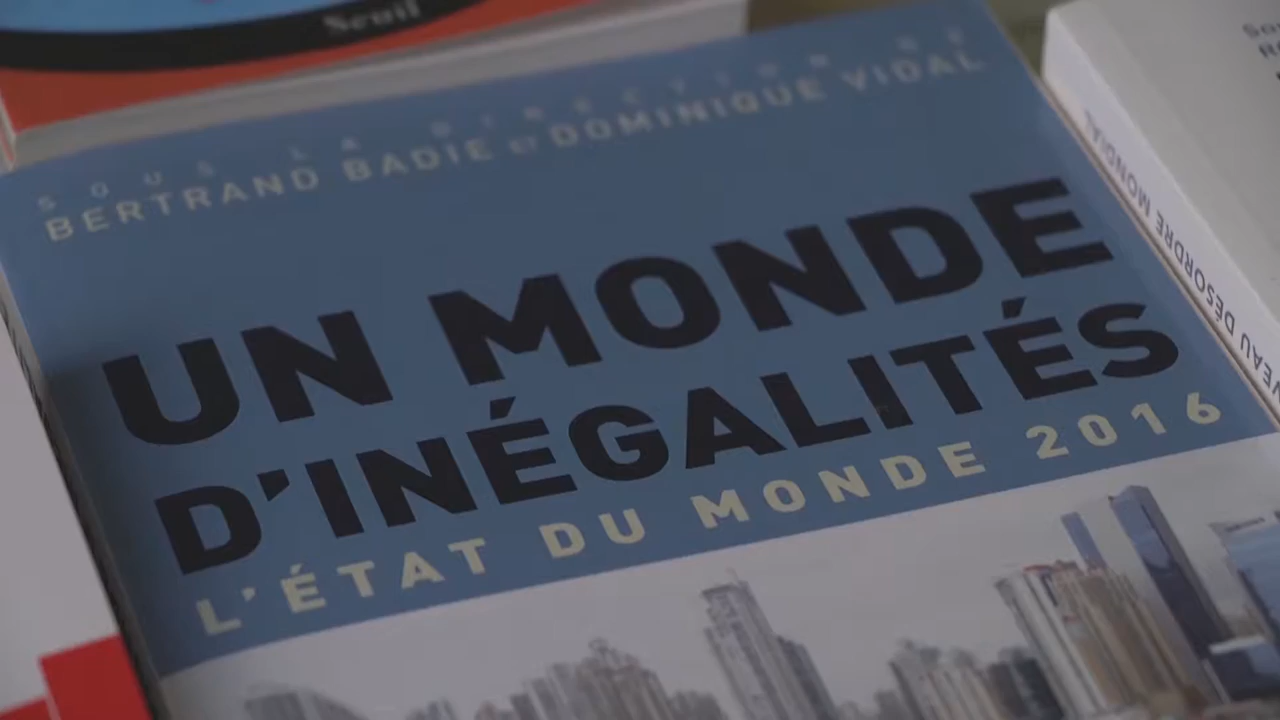 Seuil
SOUS LA DIRECTION DE
BERTRAND BADIE et DOMINIQUE VIDAL
UN MONDE
D'INÉGALITÉS
L'ÉTAT DU MONDE 2016
DÉSORDRE MONDIAL